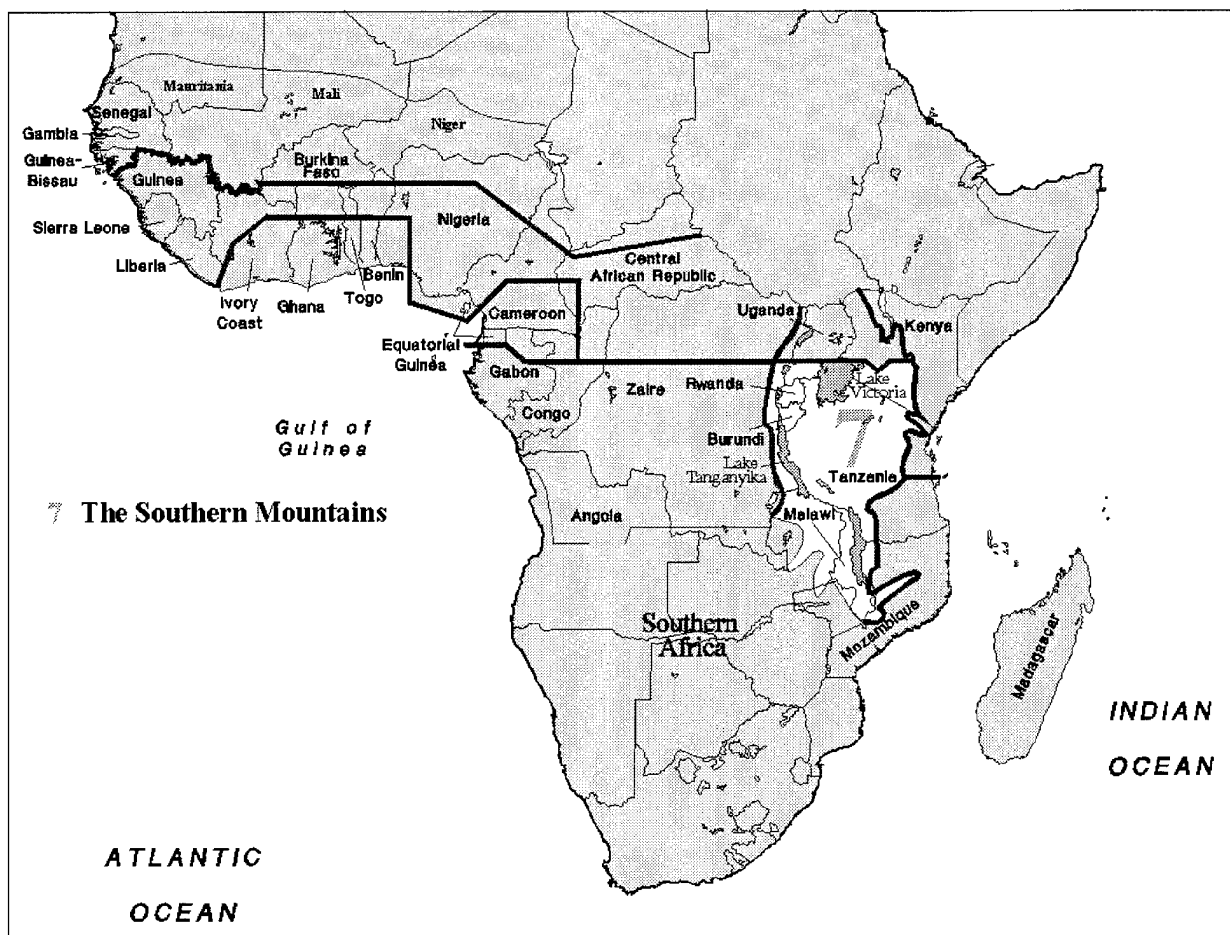 Mauritania
Mali
Niger
Senegal
Gambia
Guinea-
Bissau
Guinea
Burkina
Faso
Sierra Leone
Liberia
Ivory
Coast
Ghana
Togo
Benin
Nigeria
Central
African Republic
Cameroon
Equatorial
Guinea
Gabon
Congo
Zaire
Uganda
Kenya
Rwanda
Lake
Victoria
Burundi
7
Lake
Tanganyika
Tanzania
Gulf of
Guinea
7 The Southern Mountains
Angola
Malawi
Southern
Africa
Mozambique
Madagascar
INDIAN
OCEAN
ATLANTIC
OCEAN